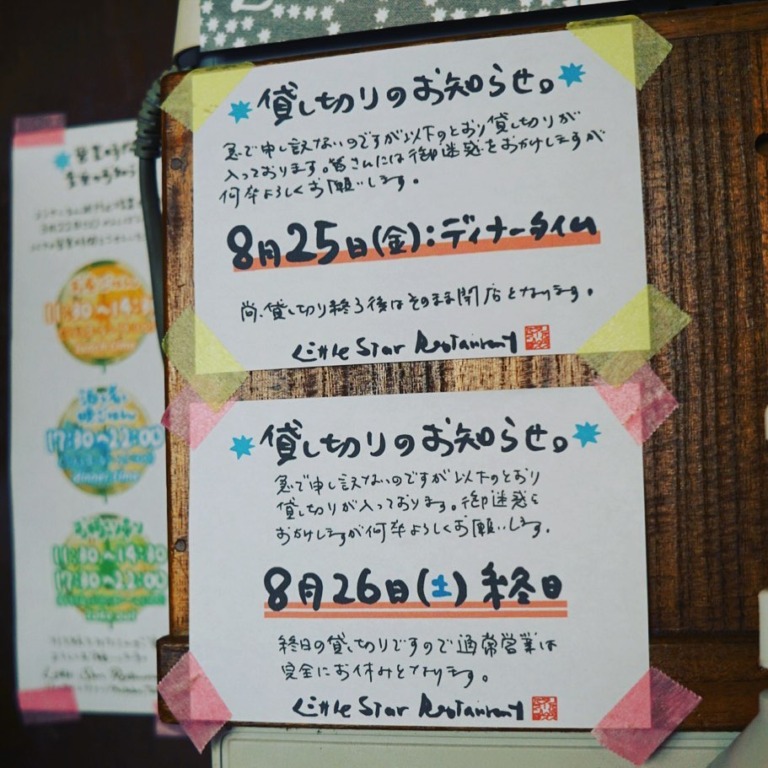 貸し切りのお知らせ。
急で申し訳ないのですが以下のとおり貸し切りが
入っております。皆さんには御迷惑をおかけしますが
何卒よろしくお願いします。
8月25日(金):ディナータイム
尚、貸し切り終了後はそのまま閉店となります。
Little Star Restaurant
貸し切りのお知らせ。
急で申し訳ないのですが以下のとおり
貸し切りが入っております。御迷惑を
おかけしますが何卒よろしくお願いします。
8月26日(土)終日
終日の貸し切りですので通常営業は
完全にお休みとなります。
Little Star Restaurant
11:30〜14:30
17:30〜22:00
dinner time
11:30〜14:30
17:30〜22:00